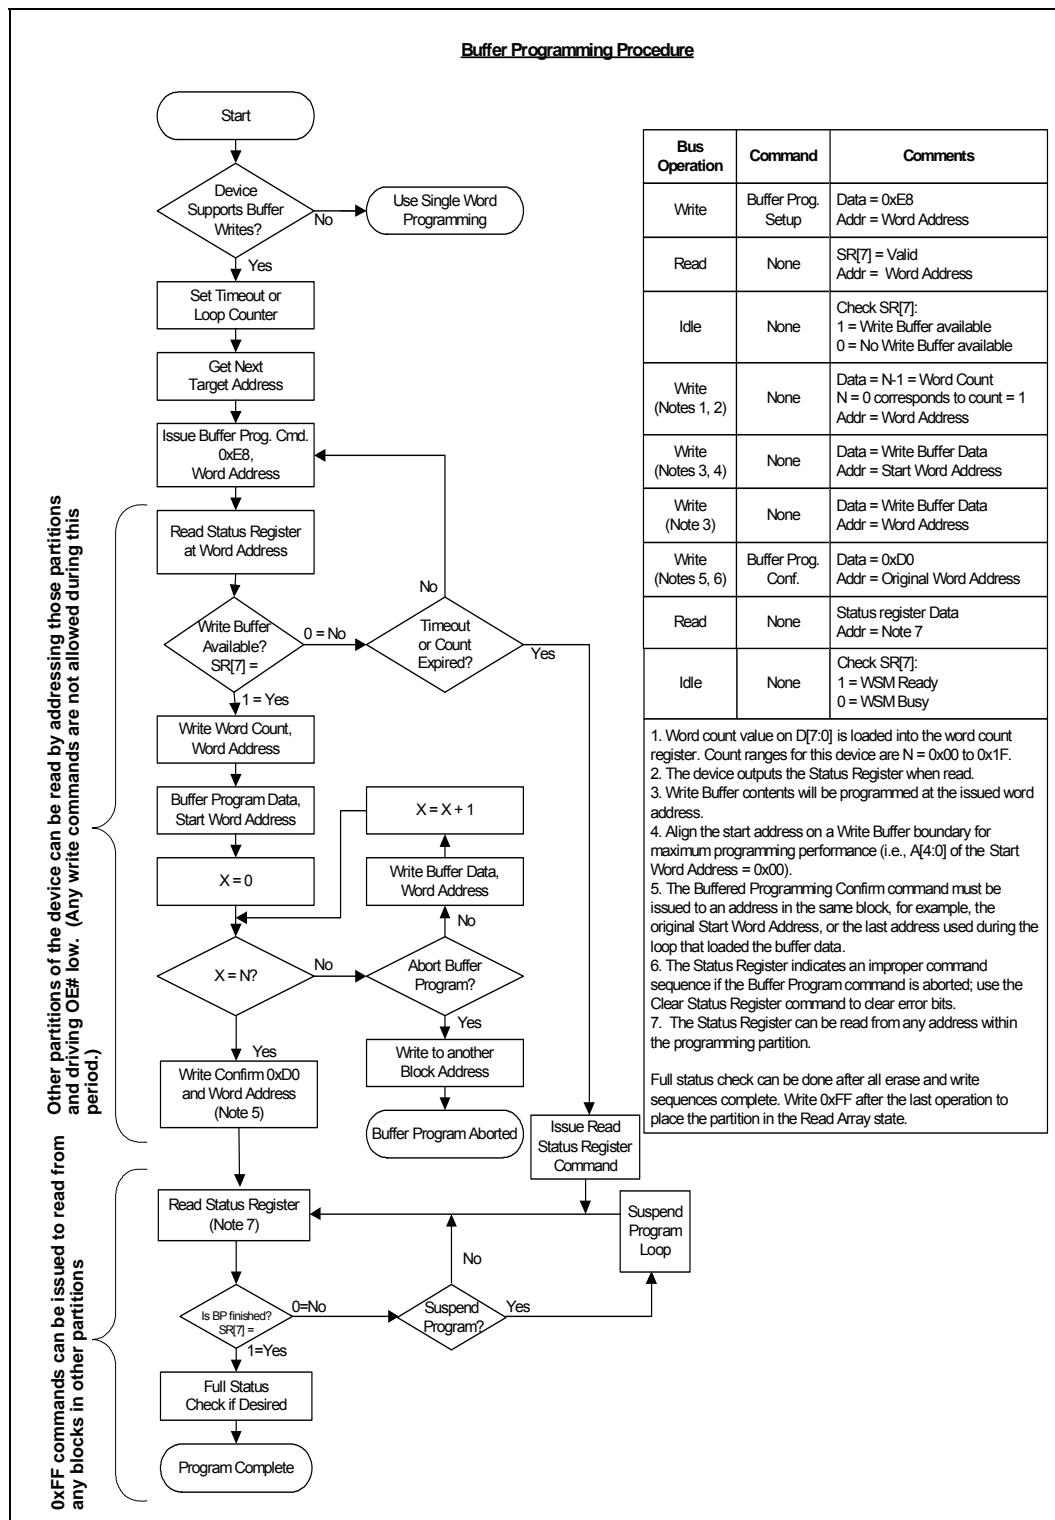 Buffer Programming Procedure
Start
Device
Supports Buffer
Writes?
No
Use Single Word
Programming
Yes
Set Timeout or
Loop Counter
Get Next
Target Address
Issue Buffer Prog. Cmd.
0xE8,
Word Address
Read Status Register
at Word Address
No
Write Buffer
Available?
SR[7] =
0 = No
Timeout
or Count
Expired?
Yes
1 = Yes
Write Word Count,
Word Address
Buffer Program Data,
Start Word Address
X = X + 1
X = 0
Write Buffer Data,
Word Address
No
X = N?
No
Abort Buffer
Program?
Yes
Yes
Write Confirm 0xD0
and Word Address
(Note 5)
Write to another
Block Address
Buffer Program Aborted
Issue Read
Status Register
Command
Read Status Register
(Note 7)
Suspend
Program
Loop
No
Is BP finished?
SR[7] =
0=No
Suspend
Program?
Yes
1=Yes
Full Status
Check if Desired
Program Complete
Other partitions of the device can be read by addressing those partitions
and driving OE# low. (Any write commands are not allowed during this
period.)
0xFF commands can be issued to read from
any blocks in other partitions
Bus
Operation
Command
Comments
Write
Buffer Prog.
Setup
Data = 0xE8
Addr = Word Address
Read
None
SR[7] = Valid
Addr = Word Address
Idle
None
Check SR[7]:
1 = Write Buffer available
0 = No Write Buffer available
Write
(Notes 1, 2)
None
Data = N-1 = Word Count
N = 0 corresponds to count = 1
Addr = Word Address
Write
(Notes 3, 4)
None
Data = Write Buffer Data
Addr = Start Word Address
Write
(Note 3)
None
Data = Write Buffer Data
Addr = Word Address
Write
(Notes 5, 6)
Buffer Prog.
Conf.
Data = 0xD0
Addr = Original Word Address
Read
None
Status register Data
Addr = Note 7
Idle
None
Check SR[7]:
1 = WSM Ready
0 = WSM Busy
1. Word count value on D[7:0] is loaded into the word count
register. Count ranges for this device are N = 0x00 to 0x1F.
2. The device outputs the Status Register when read.
3. Write Buffer contents will be programmed at the issued word
address.
4. Align the start address on a Write Buffer boundary for
maximum programming performance (i.e., A[4:0] of the Start
Word Address = 0x00).
5. The Buffered Programming Confirm command must be
issued to an address in the same block, for example, the
original Start Word Address, or the last address used during the
loop that loaded the buffer data.
6. The Status Register indicates an improper command
sequence if the Buffer Program command is aborted; use the
Clear Status Register command to clear error bits.
7. The Status Register can be read from any address within
the programming partition.
Full status check can be done after all erase and write
sequences complete. Write 0xFF after the last operation to
place the partition in the Read Array state.